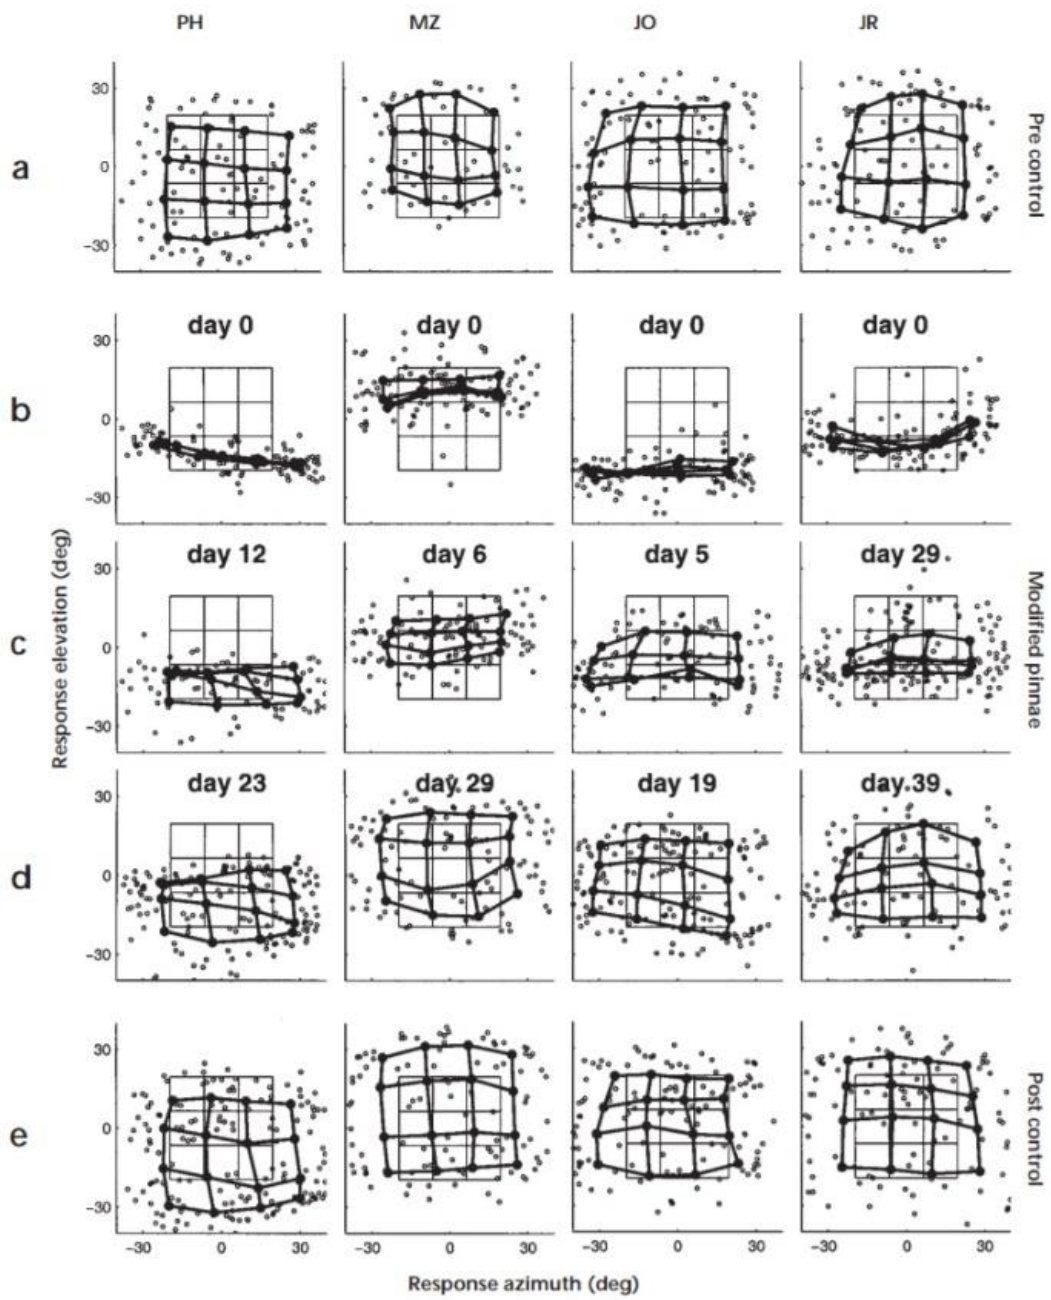 PH MZ JO JR
30
0
−30
a
Pre control
day 0 day 0 day 0 day 0
30
0
−30
b
day 12 day 6 day 5 day 29
30
0
−30
c
Response elevation (deg)
Modified pinnae
day 23 day 29 day 19 day 39
30
0
−30
d
30
0
−30
e
Post control
−30 0 30 −30 0 30 −30 0 30 −30 0 30
Response azimuth (deg)